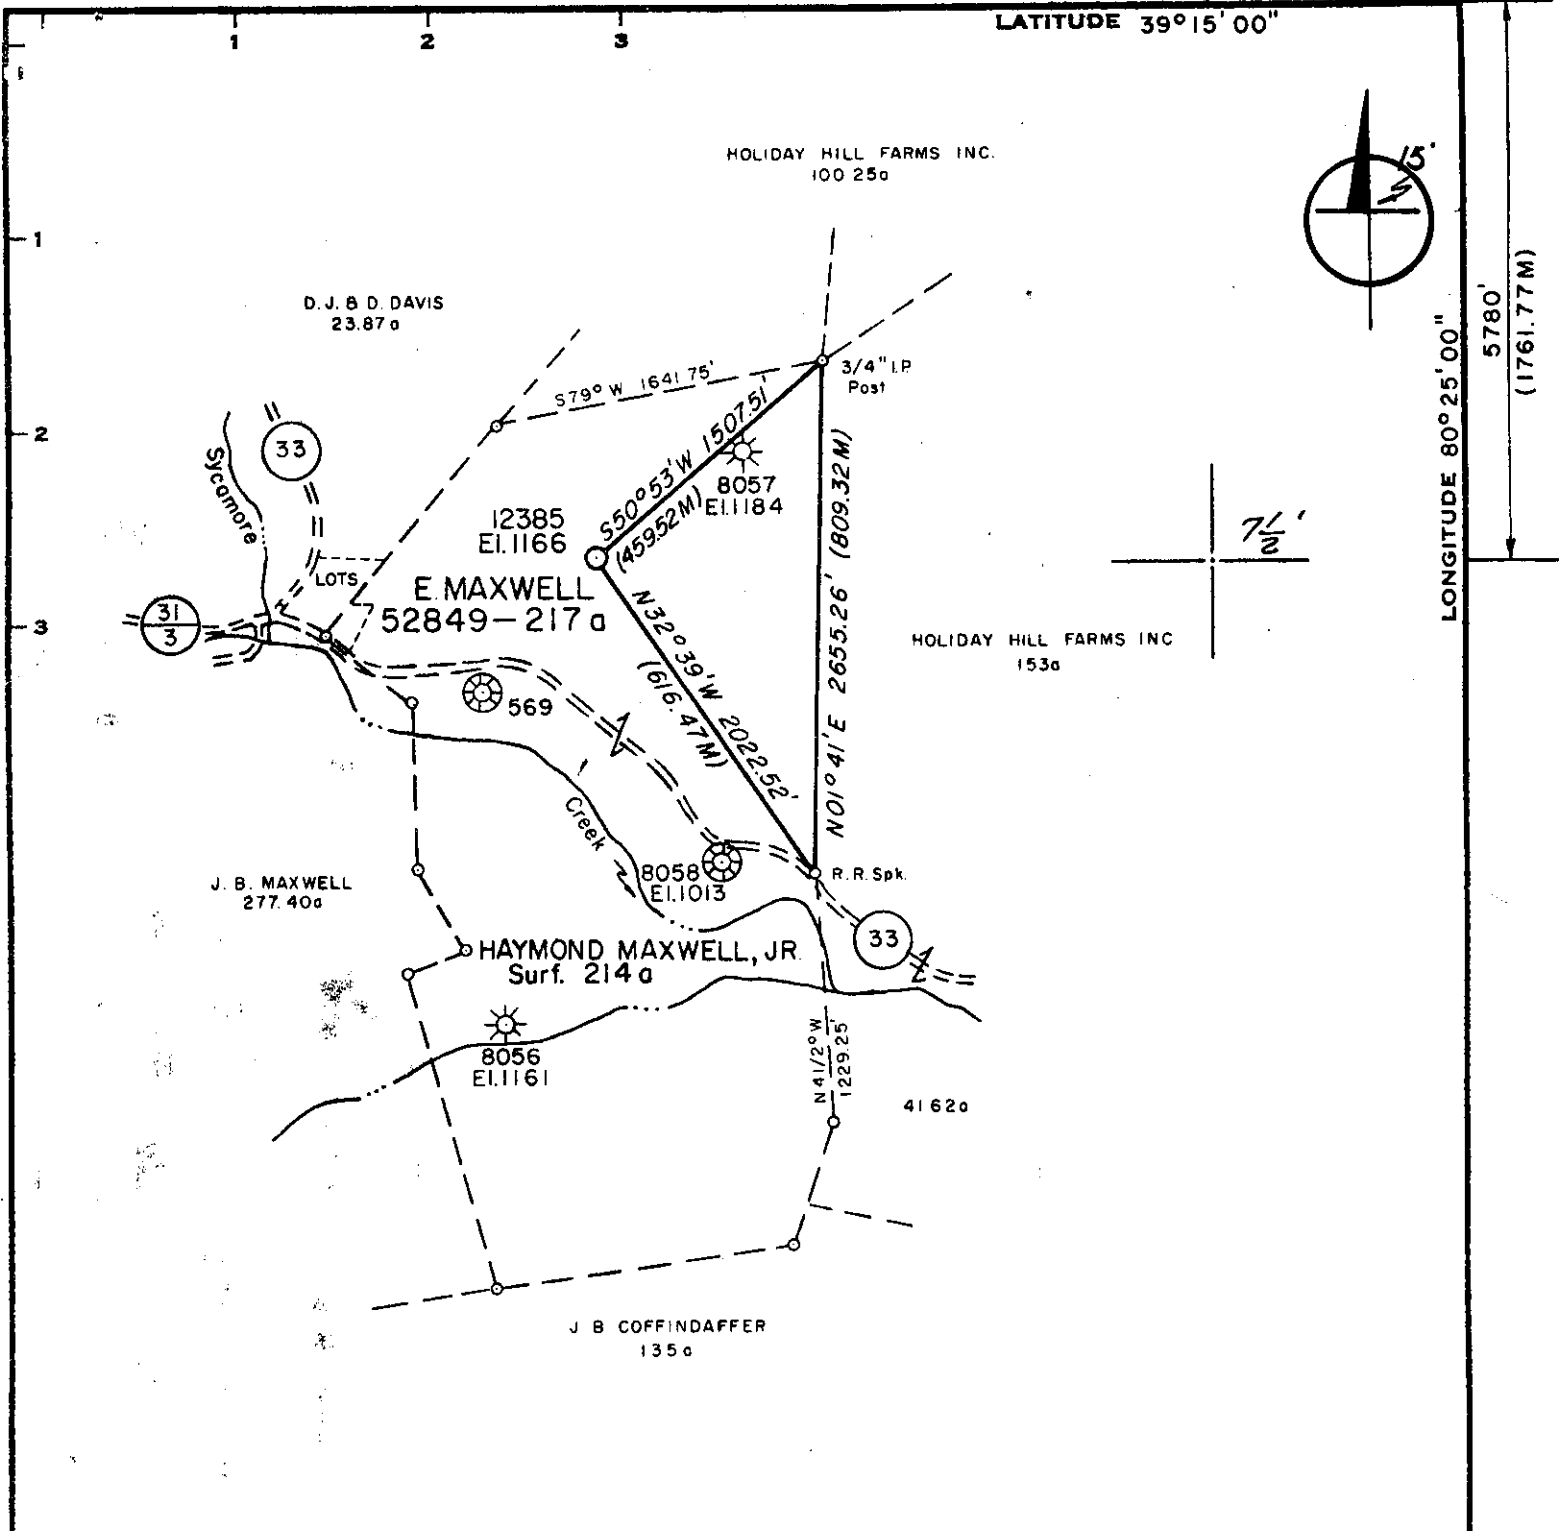 LATITUDE 39°15'00"
1
2
3
HOLIDAY HILL FARMS INC.
100 25a
15'
1
D.J. & D. DAVIS
23.87a
5780'
(1761.77M)
LONGITUDE 80°25'00"
3/4" I.P.
Post
S79°W 1641 75'
2
33
Sycamore
S50°53'W 1507.51'
(459.52M)
8057
El.1184
N01°41'E 2655.26' (809.32M)
12385
El.1166
7½'
LOTS
E. MAXWELL
52849-217a
31
3
3
N32°39'W 2022.52'
(616.47M)
HOLIDAY HILL FARMS INC
153a
569
Creek
8058
El.1013
R.R. Spk.
J. B. MAXWELL
277.40a
33
HAYMOND MAXWELL, JR.
Surf. 214a
8056
El.1161
N41/2°W
1229.25'
41 62a
J B COFFINDAFFER
135a